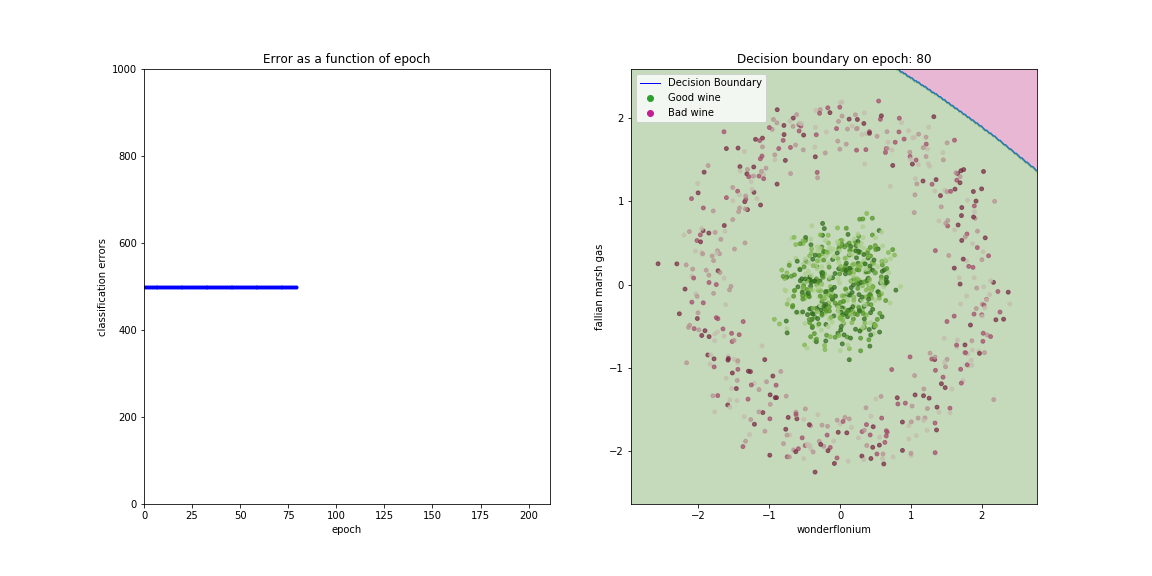 Error as a function of epoch
1000
800
600
400
200
0
classification errors
0 25 50 75 100 125 150 175 200
epoch
Decision boundary on epoch: 80
Decision Boundary
Good wine
Bad wine
2
1
0
−1
−2
fallian marsh gas
−2 −1 0 1 2
wonderflonium